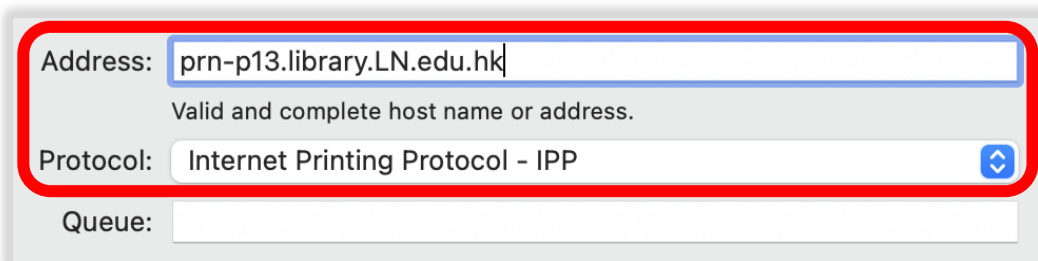 Address: prn-p13.library.LN.edu.hk
Valid and complete host name or address.
Protocol: Internet Printing Protocol - IPP
Queue: